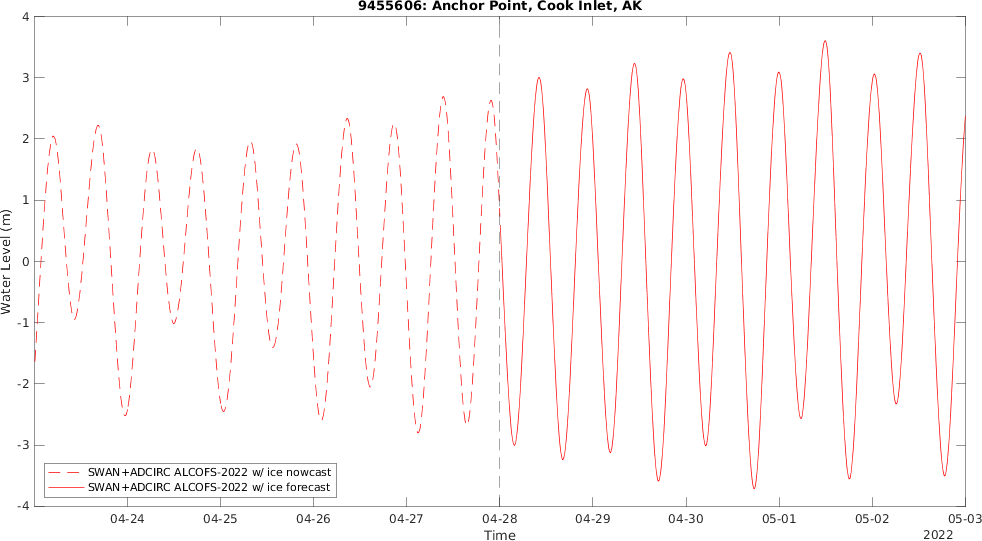 9455606: Anchor Point, Cook Inlet, AK
4
3
2
1
0
-1
-2
-3
-4
Water Level (m)
SWAN+ADCIRC ALCOFS-2022 w/ ice nowcast
SWAN+ADCIRC ALCOFS-2022 w/ ice forecast
04-24 04-25 04-26 04-27 04-28 04-29 04-30 05-01 05-02 05-03
Time
2022